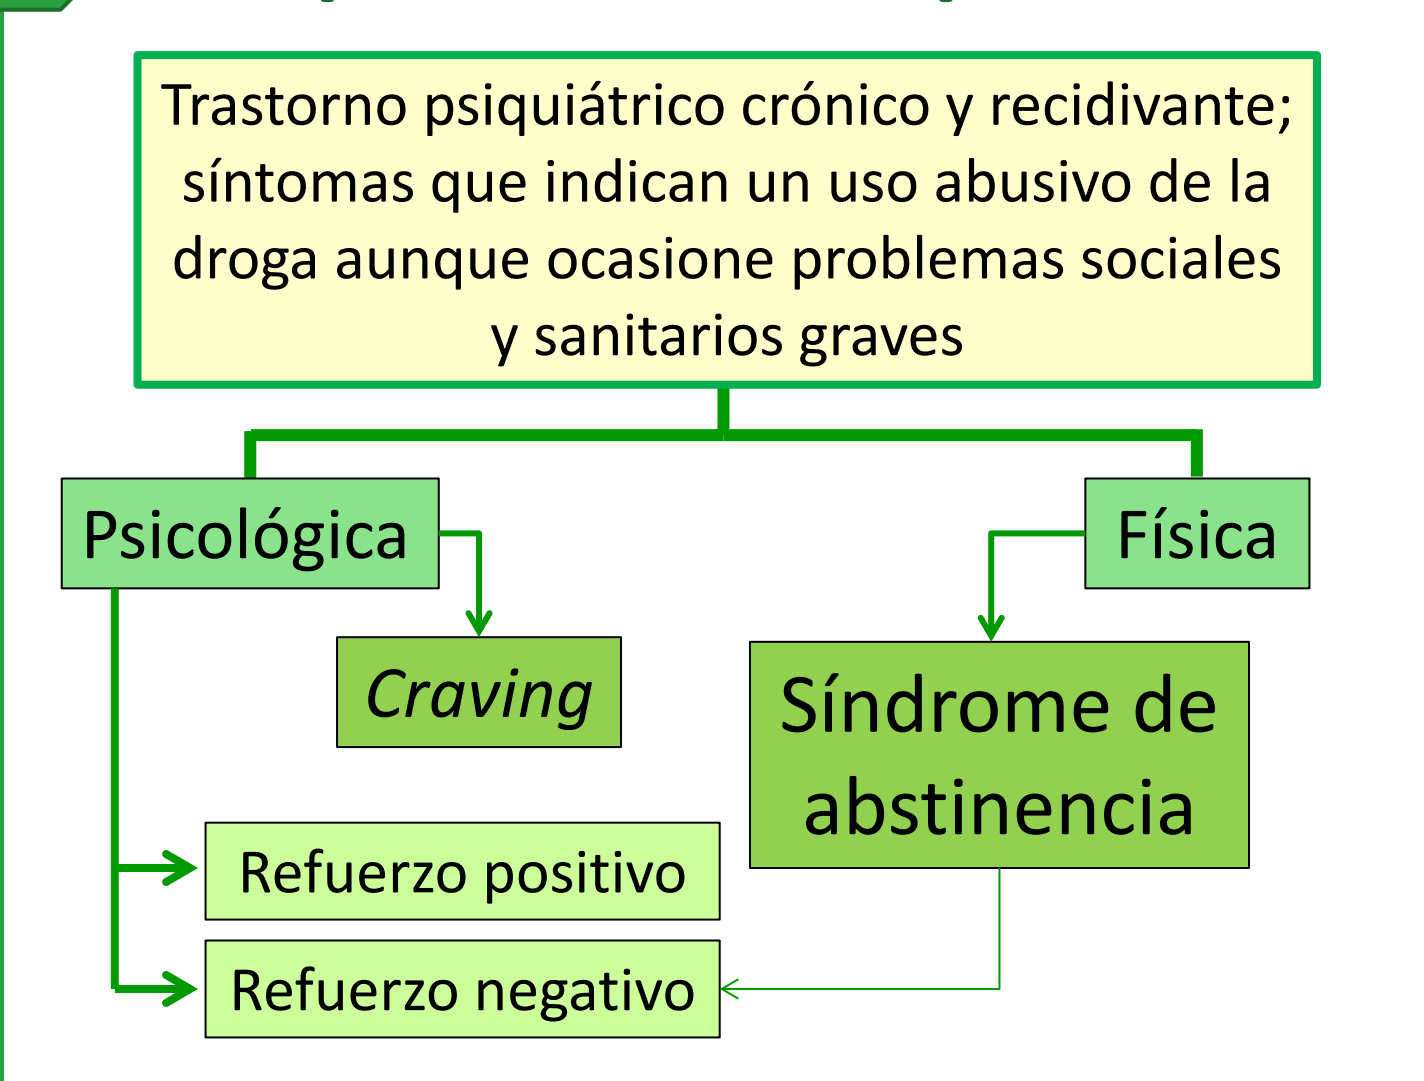 Trastorno psiquiátrico crónico y recidivante;
síntomas que indican un uso abusivo de la
droga aunque ocasione problemas sociales
y sanitarios graves
Psicológica
Física
Craving
Síndrome de
abstinencia
Refuerzo positivo
Refuerzo negativo